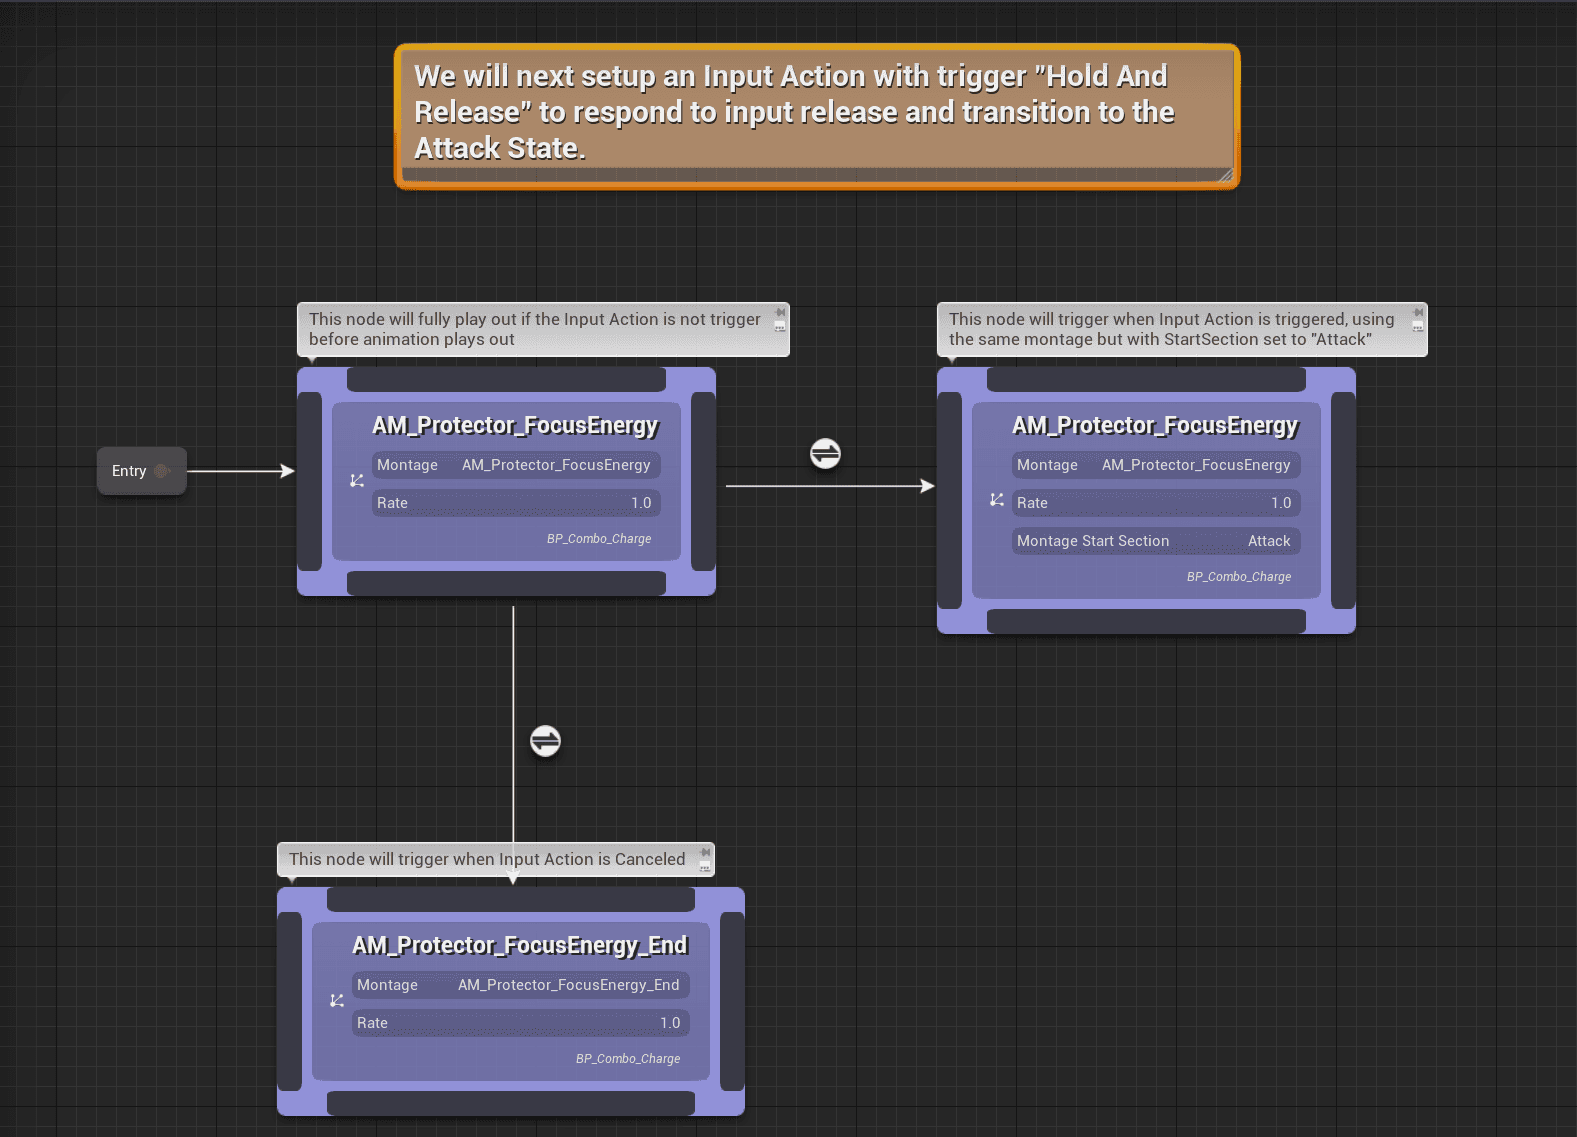 We will next setup an Input Action with trigger "Hold And
Release" to respond to input release and transition to the
Attack State.
This node will fully play out if the Input Action is not trigger
before animation plays out
This node will trigger when Input Action is triggered, using
the same montage but with StartSection set to "Attack"
Entry
AM_Protector_FocusEnergy
Montage AM_Protector_FocusEnergy
Rate 1.0
BP_Combo_Charge
AM_Protector_FocusEnergy
Montage AM_Protector_FocusEnergy
Rate 1.0
Montage Start Section Attack
BP_Combo_Charge
This node will trigger when Input Action is Canceled
AM_Protector_FocusEnergy_End
Montage AM_Protector_FocusEnergy_End
Rate 1.0
BP_Combo_Charge